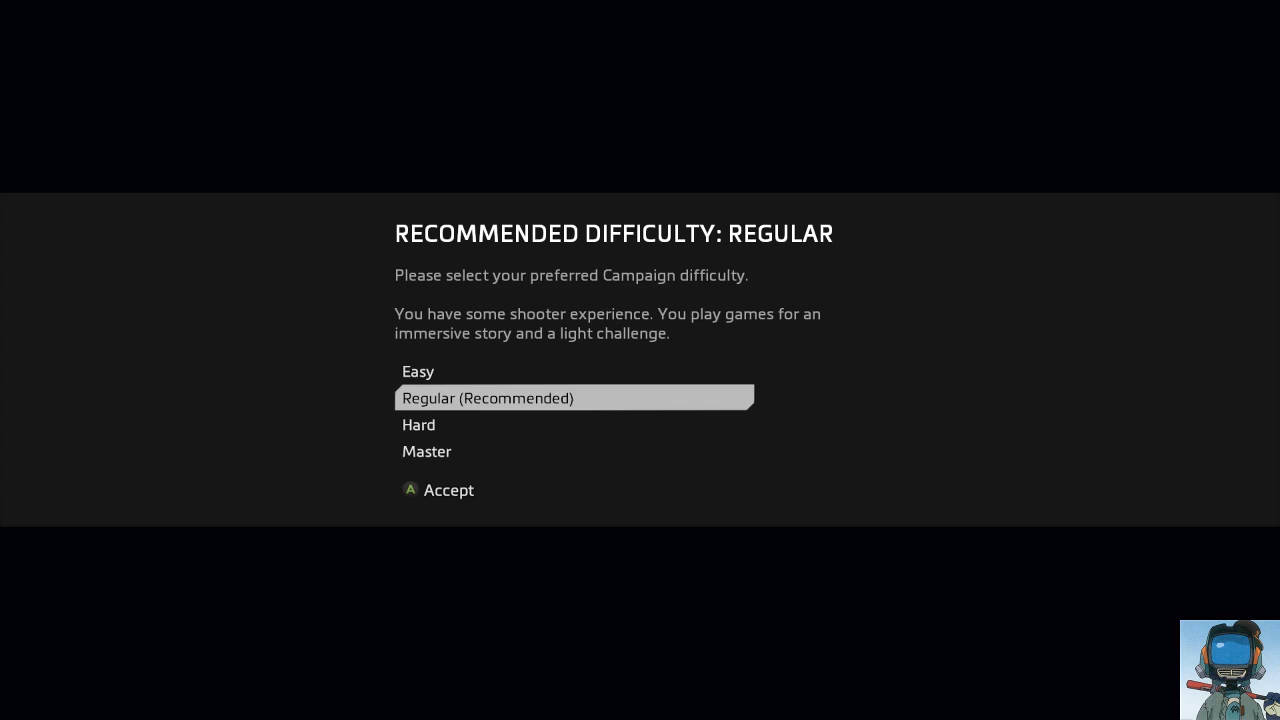 RECOMMENDED DIFFICULTY: REGULAR
Please select your preferred Campaign difficulty.
You have some shooter experience. You play games for an
immersive story and a light challenge.
Easy
Regular (Recommended)
Hard
Master
A Accept